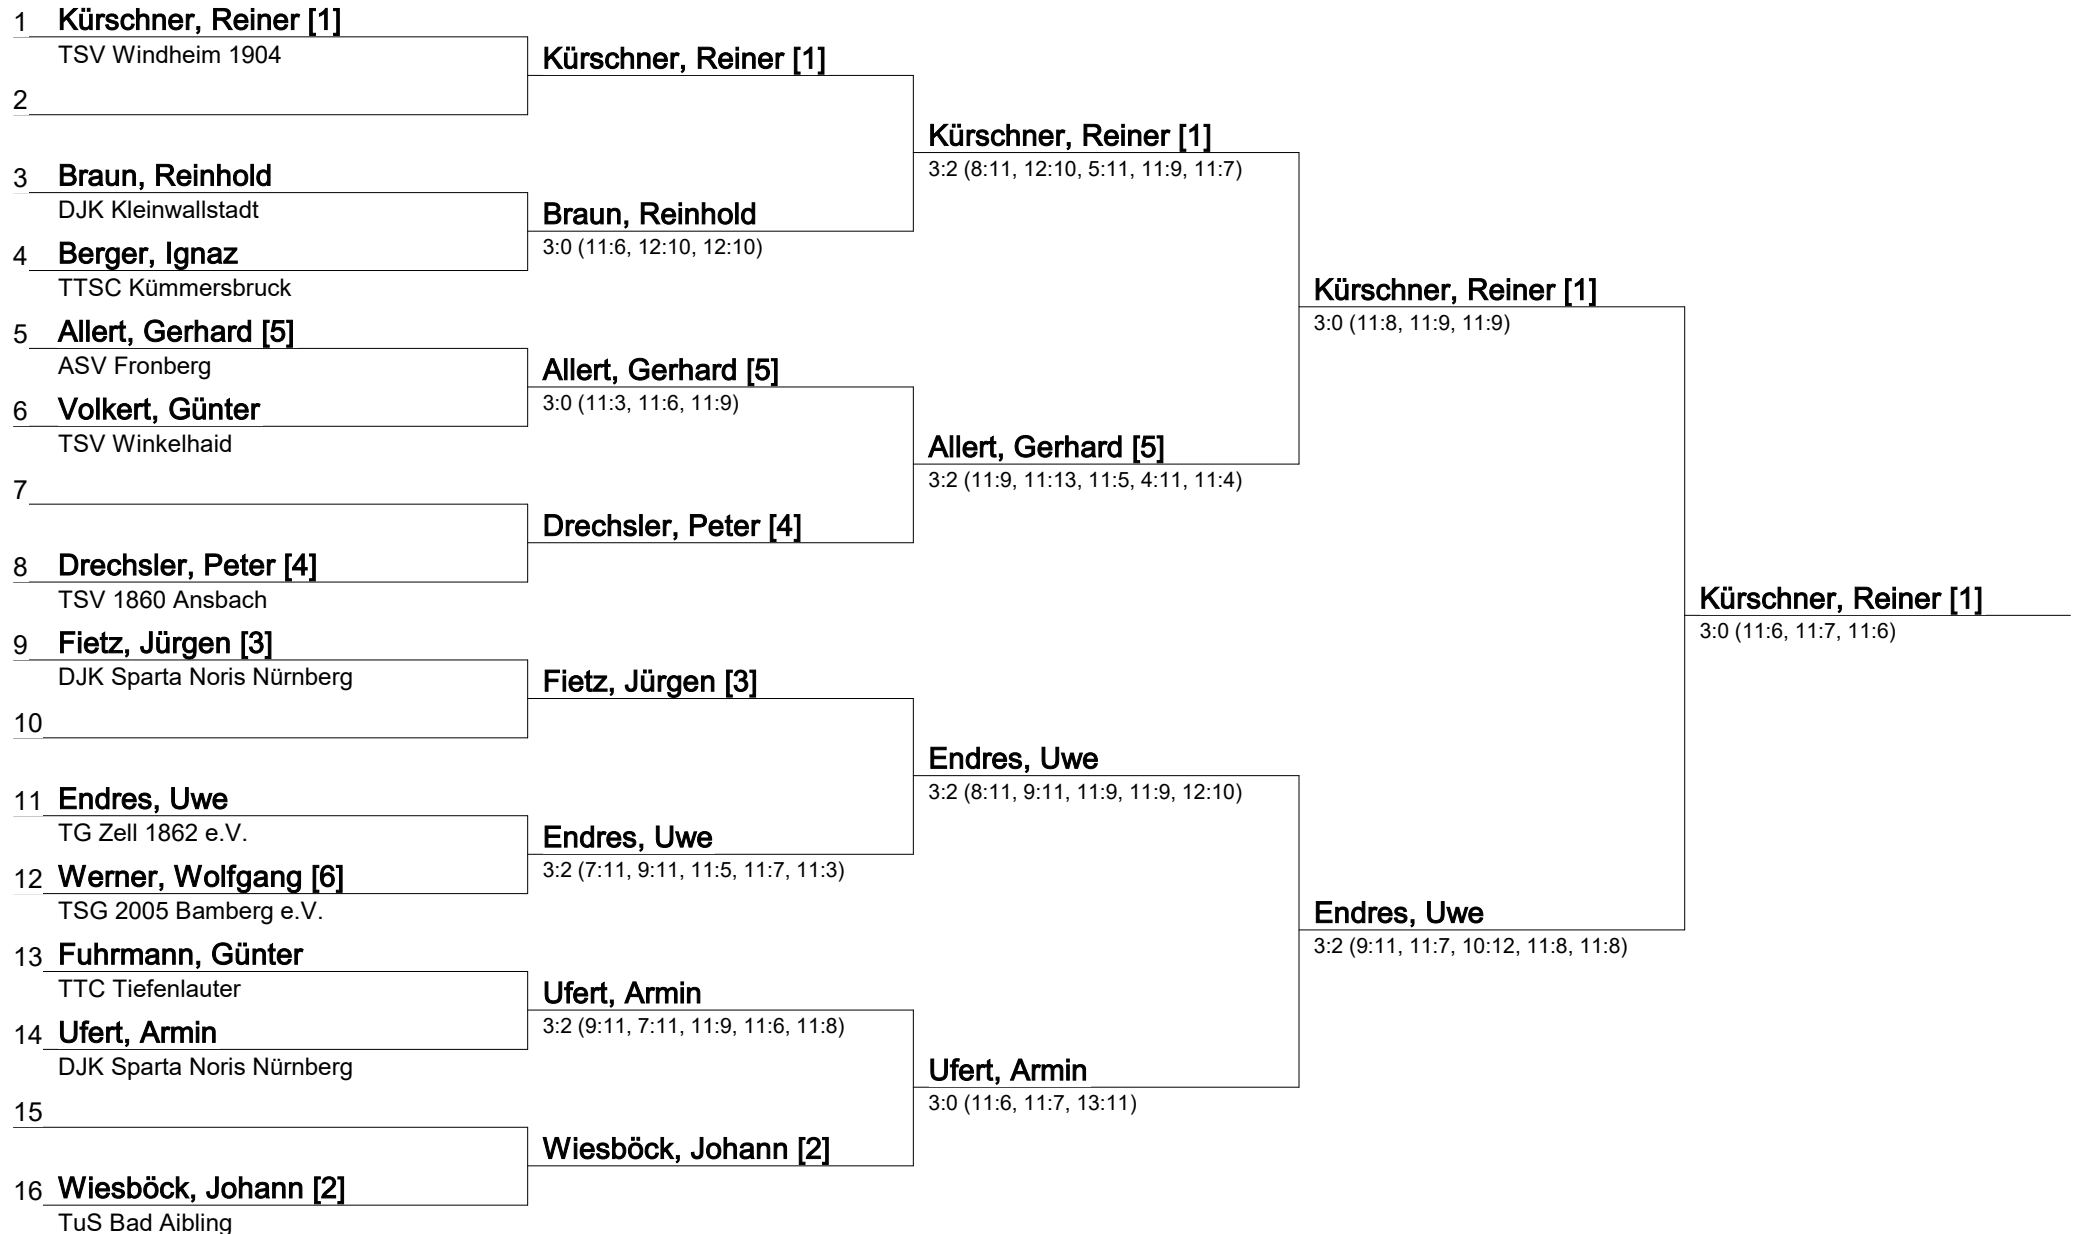 1 Kürschner, Reiner [1]
TSV Windheim 1904
2
3 Braun, Reinhold
DJK Kleinwallstadt
4 Berger, Ignaz
TTSC Kümmersbruck
5 Allert, Gerhard [5]
ASV Fronberg
6 Volkert, Günter
TSV Winkelhaid
7
8 Drechsler, Peter [4]
TSV 1860 Ansbach
9 Fietz, Jürgen [3]
DJK Sparta Noris Nürnberg
10
11 Endres, Uwe
TG Zell 1862 e.V.
12 Werner, Wolfgang [6]
TSG 2005 Bamberg e.V.
13 Fuhrmann, Günter
TTC Tiefenlauter
14 Ufert, Armin
DJK Sparta Noris Nürnberg
15
16 Wiesböck, Johann [2]
TuS Bad Aibling
Kürschner, Reiner [1]
Braun, Reinhold
3:0 (11:6, 12:10, 12:10)
Allert, Gerhard [5]
3:0 (11:3, 11:6, 11:9)
Drechsler, Peter [4]
Fietz, Jürgen [3]
Endres, Uwe
3:2 (7:11, 9:11, 11:5, 11:7, 11:3)
Ufert, Armin
3:2 (9:11, 7:11, 11:9, 11:6, 11:8)
Wiesböck, Johann [2]
Kürschner, Reiner [1]
3:2 (8:11, 12:10, 5:11, 11:9, 11:7)
Allert, Gerhard [5]
3:2 (11:9, 11:13, 11:5, 4:11, 11:4)
Endres, Uwe
3:2 (8:11, 9:11, 11:9, 11:9, 12:10)
Ufert, Armin
3:0 (11:6, 11:7, 13:11)
Kürschner, Reiner [1]
3:0 (11:8, 11:9, 11:9)
Endres, Uwe
3:2 (9:11, 11:7, 10:12, 11:8, 11:8)
Kürschner, Reiner [1]
3:0 (11:6, 11:7, 11:6)